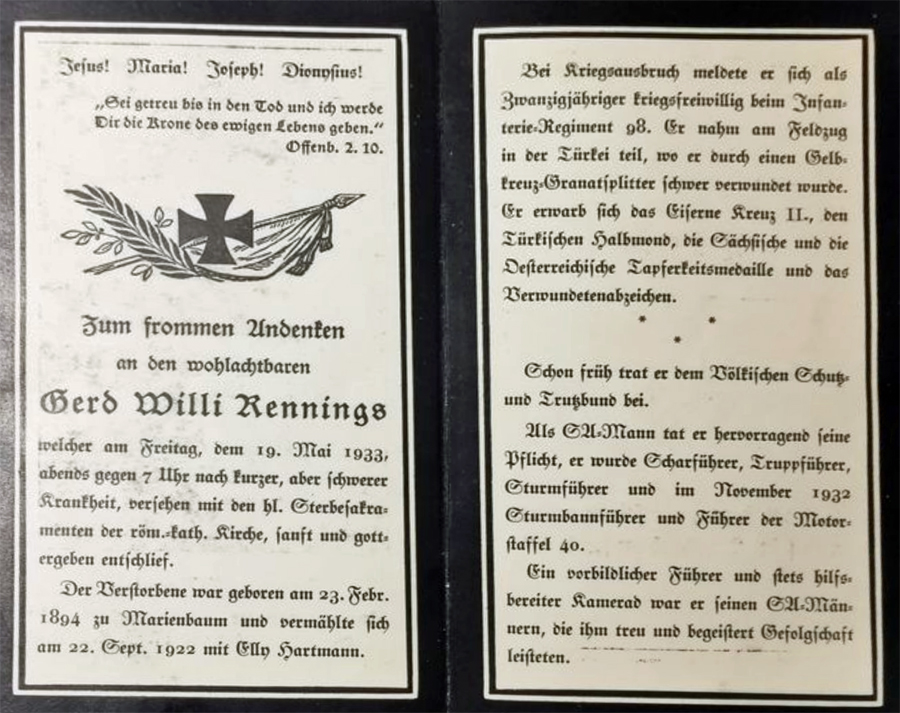 Jesus! Maria! Joseph! Dionysius!
„Sei getreu bis in den Tod und ich werde
Dir die Krone des ewigen Lebens geben.“
Offenb. 2. 10.
Zum frommen Andenken
an den wohlachtbaren
Gerd Willi Rennings
welcher am Freitag, dem 19. Mai 1933,
abends gegen 7 Uhr nach kurzer, aber schwerer
Krankheit, versehen mit den hl. Sterbesakra-
menten der röm.-kath. Kirche, sanft und gott-
ergeben entschlief.
Der Verstorbene war geboren am 23. Febr.
1894 zu Marienbaum und vermählte sich
am 22. Sept. 1922 mit Elly Hartmann.
Bei Kriegsausbruch meldete er sich als
Zwanzigjähriger kriegsfreiwillig beim Infan-
terie-Regiment 98. Er nahm am Feldzug
in der Türkei teil, wo er durch einen Gelb-
kreuz-Granatsplitter schwer verwundet wurde.
Er erwarb sich das Eiserne Kreuz II., den
Türkischen Halbmond, die Sächsische und die
Oesterreichische Tapferkeitsmedaille und das
Verwundetenabzeichen.
* *
*
Schon früh trat er dem Völkischen Schutz-
und Trutzbund bei.
Als SA-Mann tat er hervorragend seine
Pflicht, er wurde Scharführer, Truppführer,
Sturmführer und im November 1932
Sturmbannführer und Führer der Motor-
staffel 40.
Ein vorbildlicher Führer und stets hilfs-
bereiter Kamerad war er seinen SA-Män-
nern, die ihm treu und begeistert Gefolgschaft
leisteten.